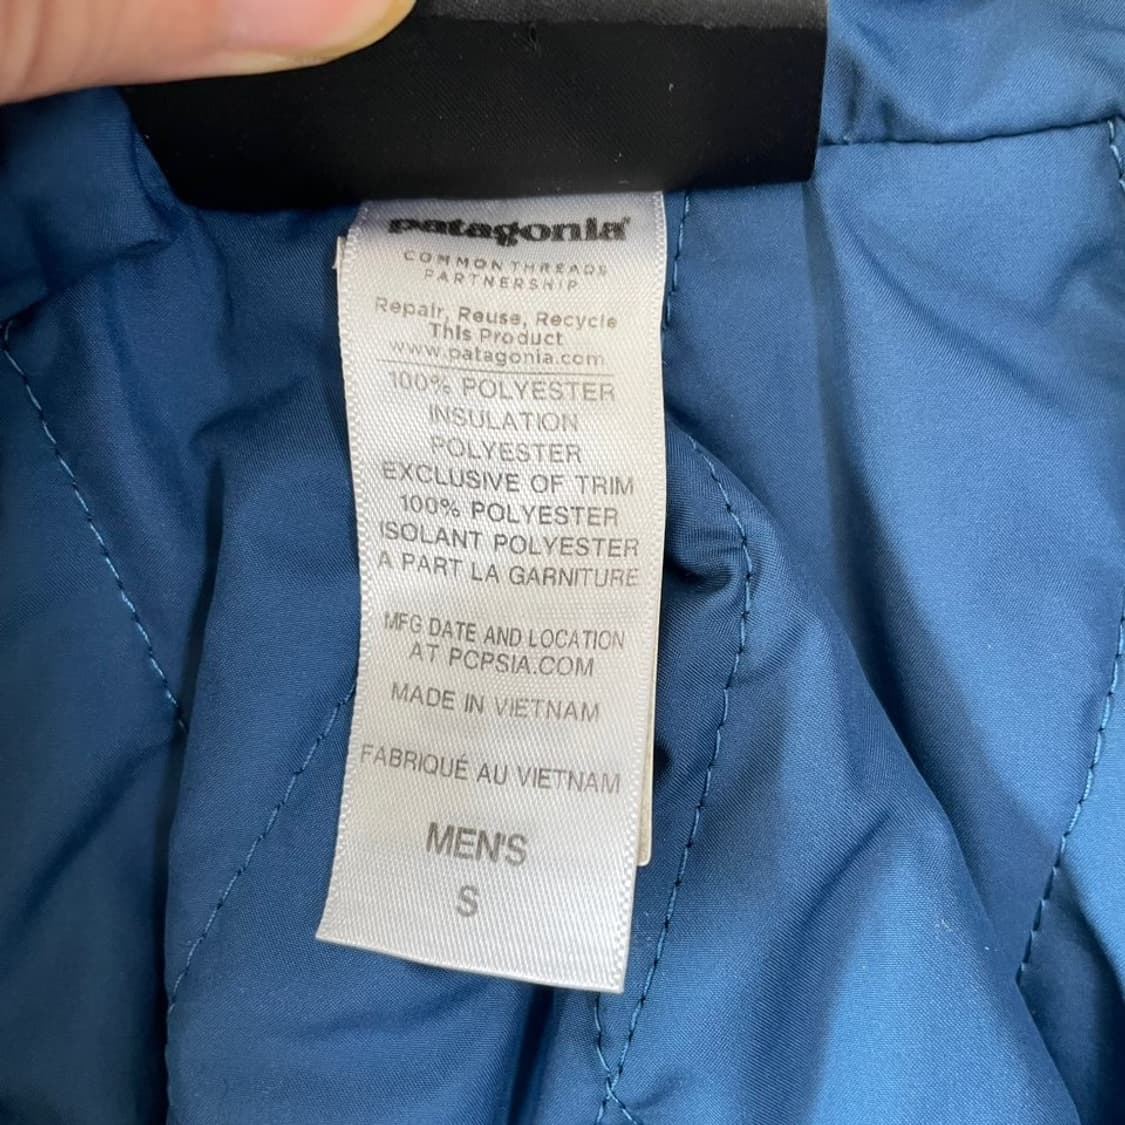 patagonia®
COMMON THREADS
PARTNERSHIP
Repair, Reuse, Recycle
This Product
www.patagonia.com
100% POLYESTER
INSULATION
POLYESTER
EXCLUSIVE OF TRIM
100% POLYESTER
ISOLANT POLYESTER
A PART LA GARNITURE
MFG DATE AND LOCATION
AT PCPSIA.COM
MADE IN VIETNAM
FABRIQUÉ AU VIETNAM
MEN'S
S